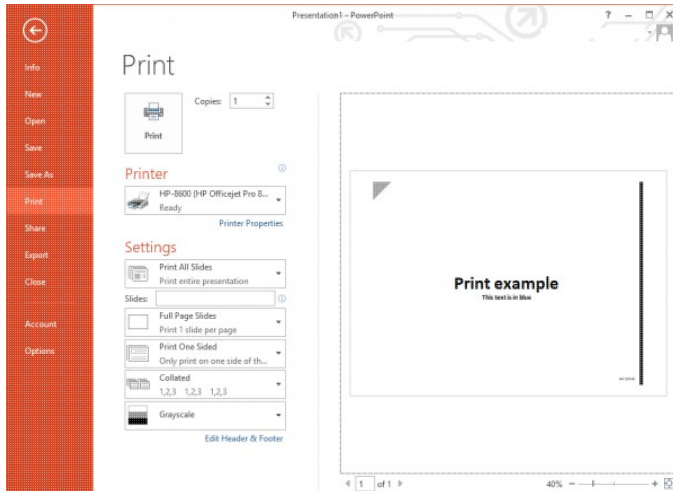 Presentation1 - PowerPoint
?
Info
New
Open
Save
Save As
Print
Share
Export
Close
Account
Options
Print
Print
Copies: 1
Printer
HP-8600 (HP Officejet Pro 8...
Ready
Printer Properties
Settings
Print All Slides
Print entire presentation
Slides:
Full Page Slides
Print 1 slide per page
Print One Sided
Only print on one side of th...
Collated
1,2,3 1,2,3 1,2,3
Grayscale
Edit Header & Footer
Print example
This text is in blue
1 of 1
40%